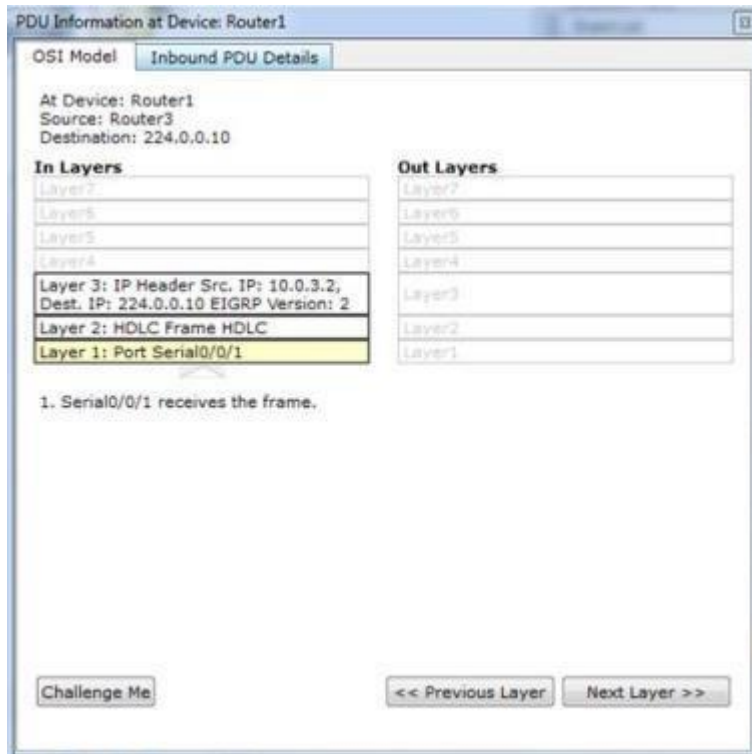 PDU Information at Device: Router1
OSI Model
Inbound PDU Details
At Device: Router1
Source: Router3
Destination: 224.0.0.10
In Layers
Layer7
Layer6
Layer5
Layer4
Layer 3: IP Header Src. IP: 10.0.3.2,
Dest. IP: 224.0.0.10 EIGRP Version: 2
Layer 2: HDLC Frame HDLC
Layer 1: Port Serial0/0/1
Out Layers
Layer7
Layer6
Layer5
Layer4
Layer3
Layer2
Layer1
1. Serial0/0/1 receives the frame.
Challenge Me
<< Previous Layer
Next Layer >>